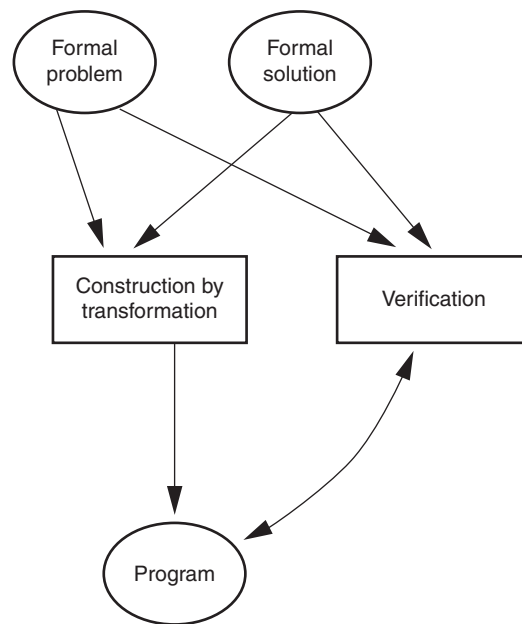 Formal
problem
Formal
solution
Construction by
transformation
Verification
Program